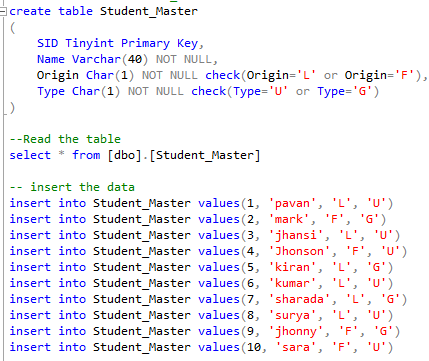 create table Student_Master
(
SID Tinyint Primary Key,
Name Varchar(40) NOT NULL,
Origin Char(1) NOT NULL check(Origin='L' or Origin='F'),
Type Char(1) NOT NULL check(Type='U' or Type='G')
)
--Read the table
select * from [dbo].[Student_Master]
-- insert the data
insert into Student_Master values(1, 'pavan', 'L', 'U')
insert into Student_Master values(2, 'mark', 'F', 'G')
insert into Student_Master values(3, 'jhansi', 'L', 'U')
insert into Student_Master values(4, 'Jhonson', 'F', 'U')
insert into Student_Master values(5, 'kiran', 'L', 'G')
insert into Student_Master values(6, 'kumar', 'L', 'U')
insert into Student_Master values(7, 'sharada', 'L', 'G')
insert into Student_Master values(8, 'surya', 'L', 'U')
insert into Student_Master values(9, 'jhonny', 'F', 'G')
insert into Student_Master values(10, 'sara', 'F', 'U')